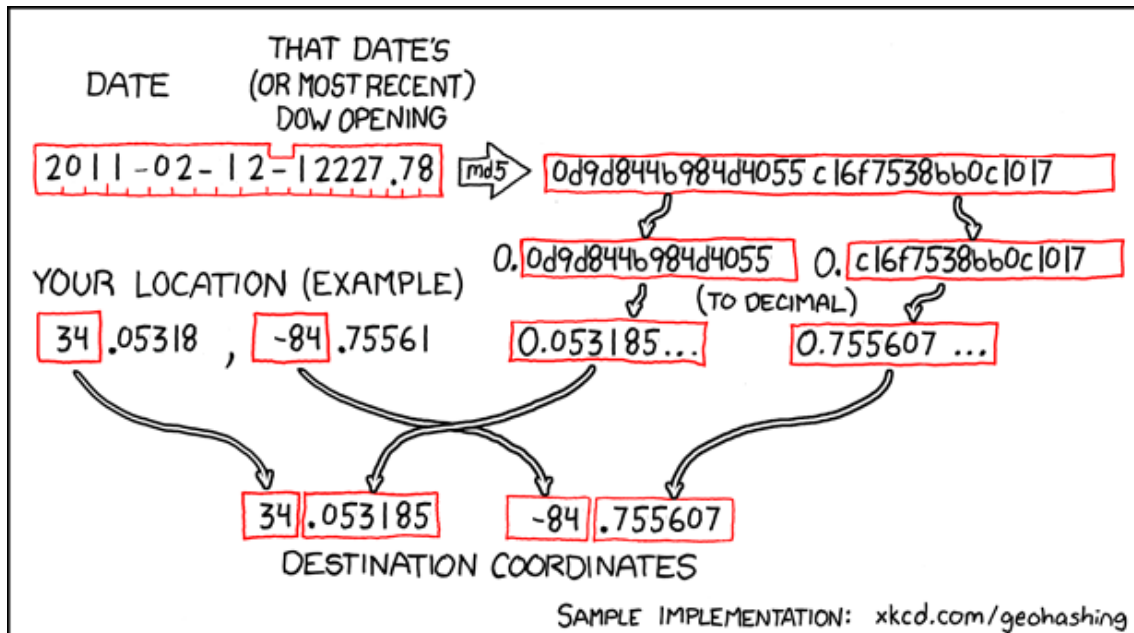 DATE
THAT DATE'S
(OR MOST RECENT)
DOW OPENING
2011-02-12-12227.78
md5
0d9d844b984d4055 c16f7538bb0c1017
0. 0d9d844b984d4055
0. c16f7538bb0c1017
(TO DECIMAL)
YOUR LOCATION (EXAMPLE)
34 .05318 , -84 .75561
0.053185...
0.755607 ...
34 .053185
-84 .755607
DESTINATION COORDINATES
SAMPLE IMPLEMENTATION: xkcd.com/geohashing